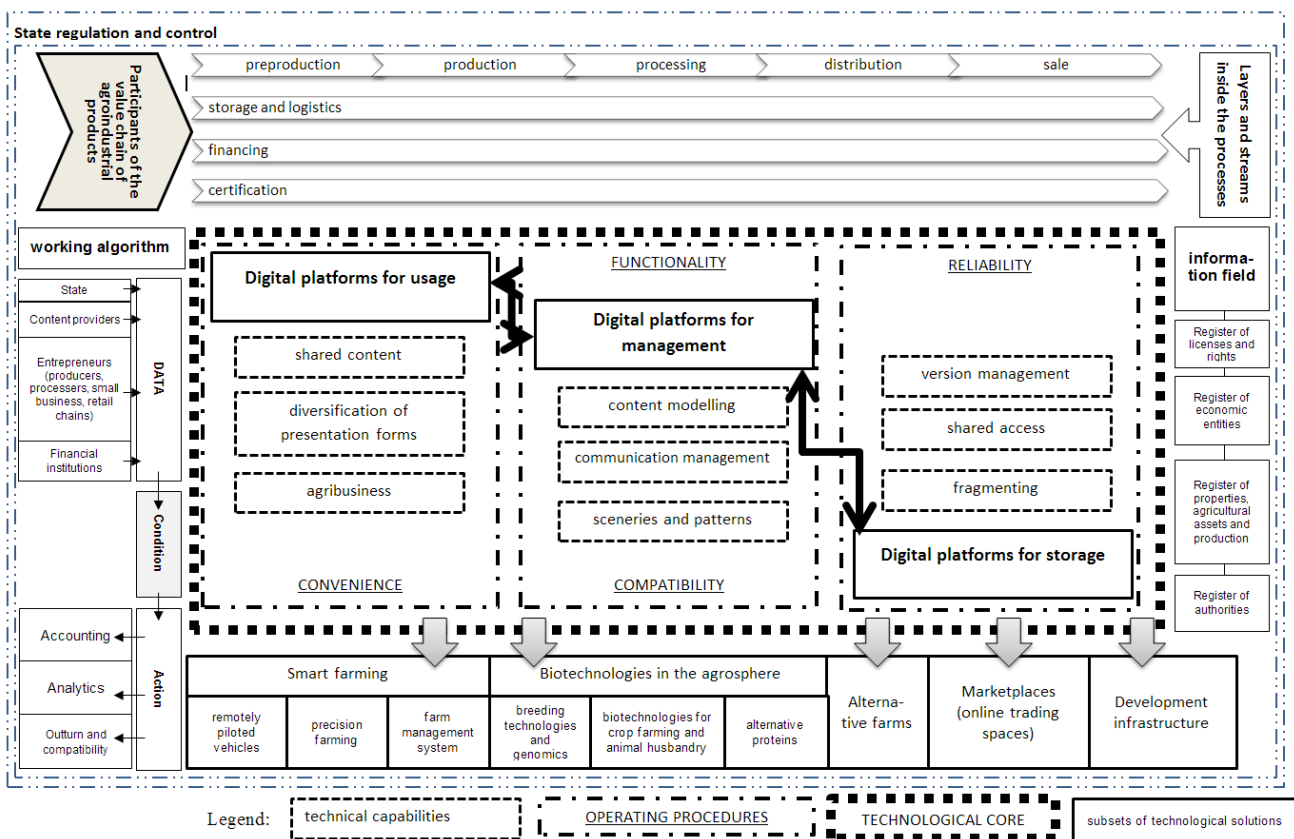 State regulation and control
Participants of the
value chain of
agroindustrial
products
preproduction
production
processing
distribution
sale
storage and logistics
financing
certification
Layers and streams
inside the processes
working algorithm
State
Content providers
Entrepreneurs
(producers,
processers, small
business, retail
chains)
Financial
institutions
DATA
Condition
Action
Accounting
Analytics
Outturn and
compatibility
Digital platforms for usage
shared content
diversification of
presentation forms
agribusiness
CONVENIENCE
FUNCTIONALITY
Digital platforms for
management
content modelling
communication management
sceneries and patterns
COMPATIBILITY
RELIABILITY
version management
shared access
fragmenting
Digital platforms for storage
informa-
tion field
Register of
licenses and
rights
Register of
economic
entities
Register of
properties,
agricultural
assets and
production
Register of
authorities
Smart farming
remotely
piloted
vehicles
precision
farming
farm
management
system
Biotechnologies in the agrosphere
breeding
technologies
and
genomics
biotechnologies for
crop farming and
animal husbandry
alternative
proteins
Alterna-
tive farms
Marketplaces
(online trading
spaces)
Development
infrastructure
Legend:
technical capabilities
OPERATING PROCEDURES
TECHNOLOGICAL CORE
subsets of technological solutions